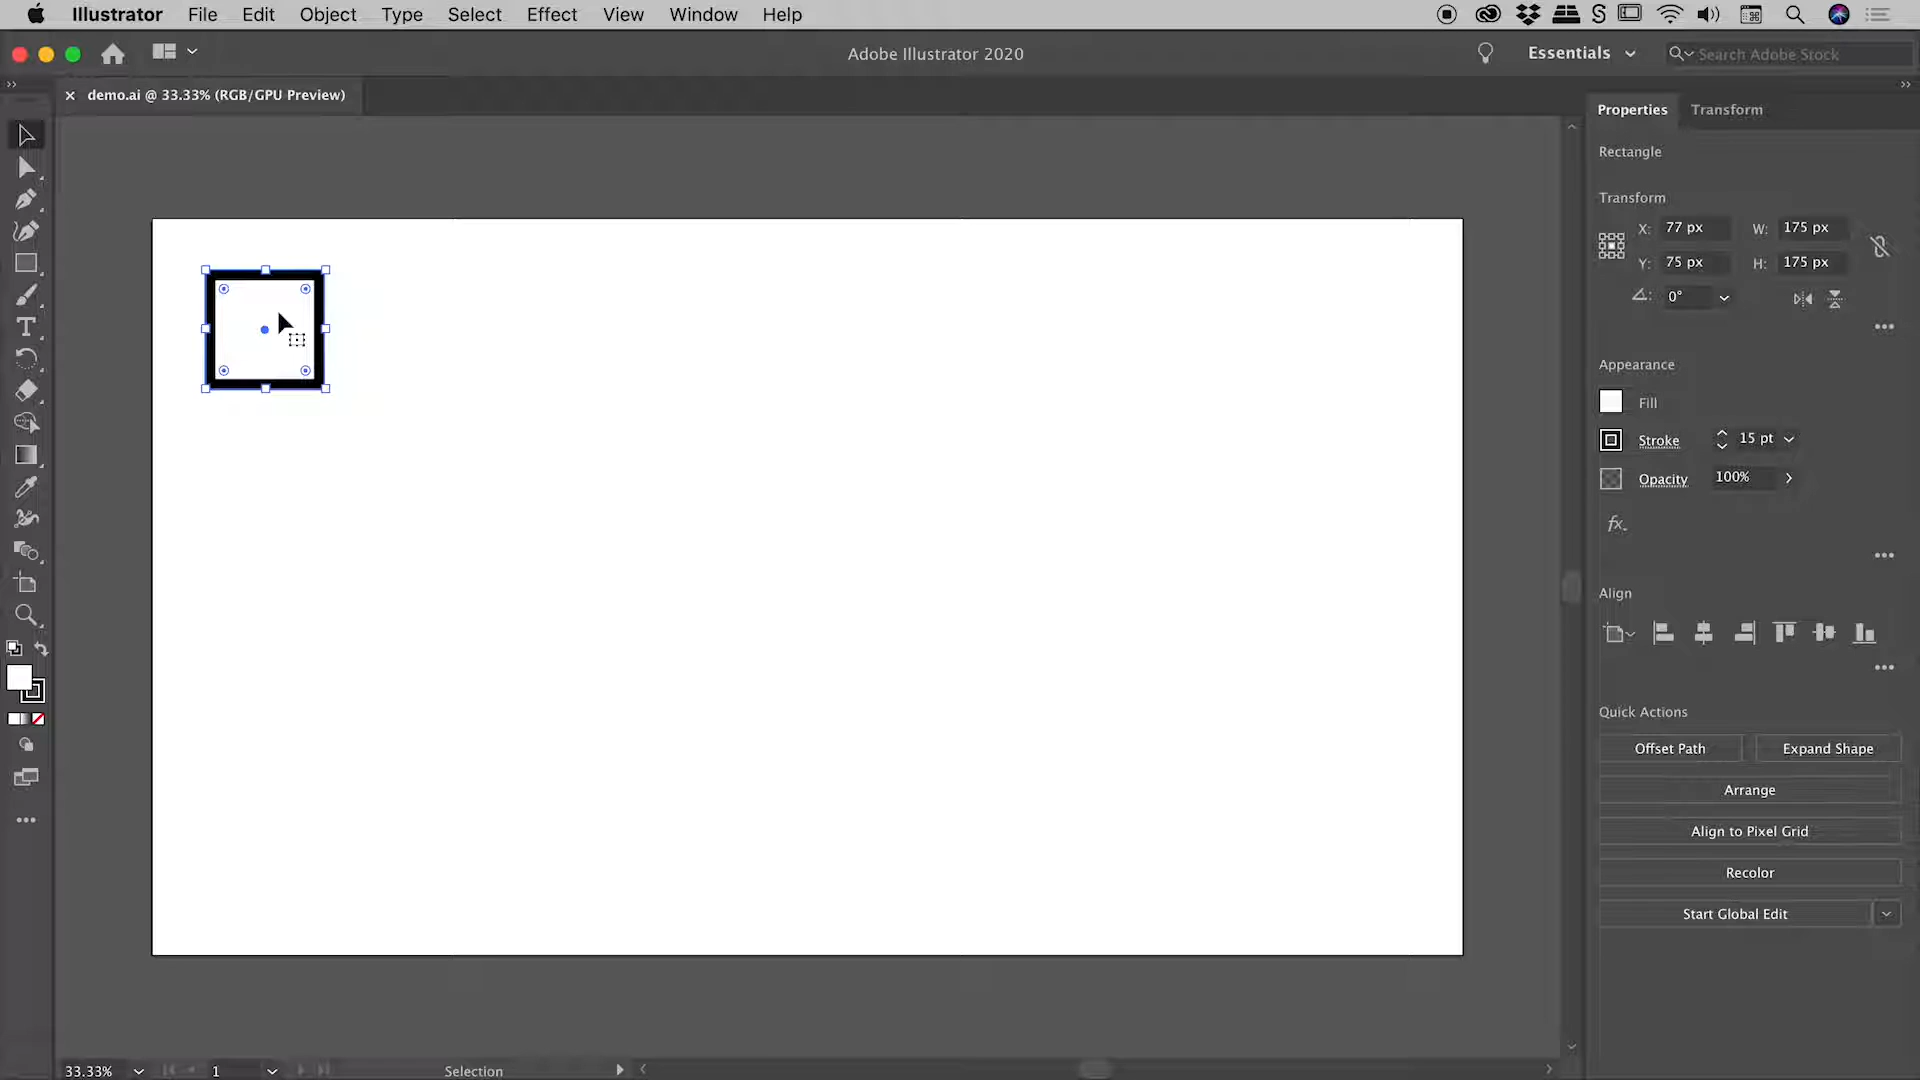 Illustrator File Edit Object Type Select Effect View Window Help
Adobe Illustrator 2020
Essentials
Search Adobe Stock
demo.ai @ 33.33% (RGB/GPU Preview)
Properties Transform
Rectangle
Transform
X: 77 px W: 175 px
Y: 75 px H: 175 px
0°
Appearance
Fill
Stroke 15 pt
Opacity 100%
fx.
Align
Quick Actions
Offset Path Expand Shape
Arrange
Align to Pixel Grid
Recolor
Start Global Edit
33.33% 1 Selection